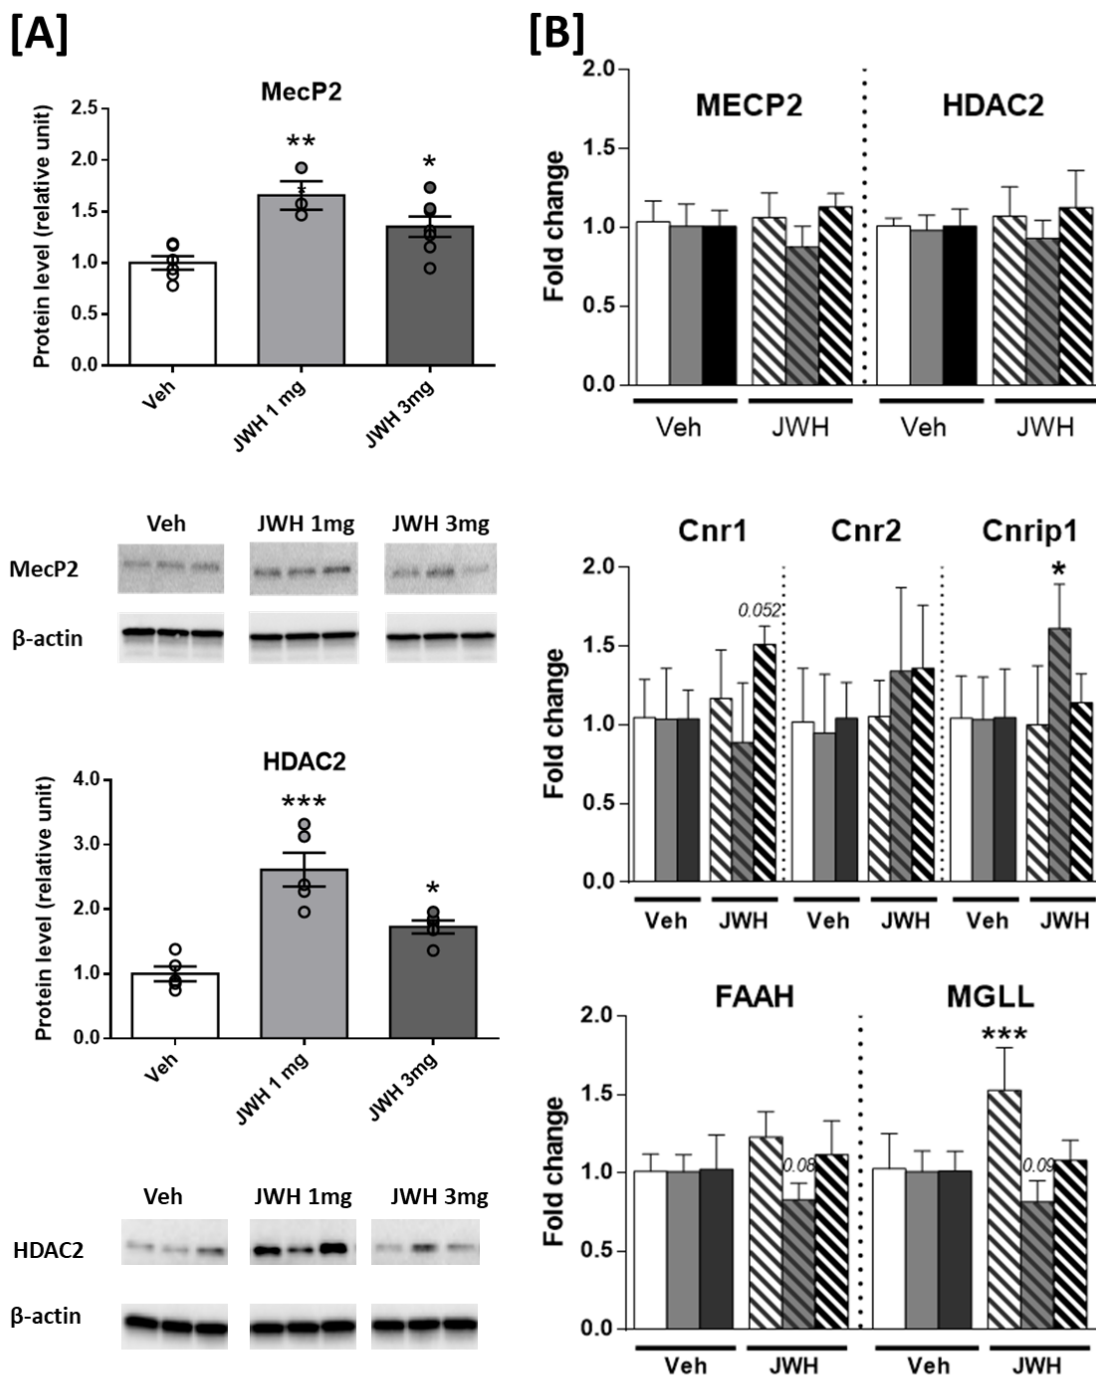 [A]
MecP2
Protein level (relative unit)
2.5
2.0
1.5
1.0
0.5
0.0
**
*
Veh
JWH 1 mg
JWH 3mg
Veh JWH 1mg JWH 3mg
MecP2
β-actin
HDAC2
Protein level (relative unit)
4.0
3.0
2.0
1.0
0.0
***
*
Veh
JWH 1 mg
JWH 3mg
Veh JWH 1mg JWH 3mg
HDAC2
β-actin
[B]
MECP2 HDAC2
Fold change
2.0
1.5
1.0
0.5
0.0
Veh JWH Veh JWH
Cnr1 Cnr2 Cnrip1
Fold change
2.0
1.5
1.0
0.5
0.0
0.052
*
Veh JWH Veh JWH Veh JWH
FAAH MGLL
Fold change
2.0
1.5
1.0
0.5
0.0
***
0.08 0.09
Veh JWH Veh JWH